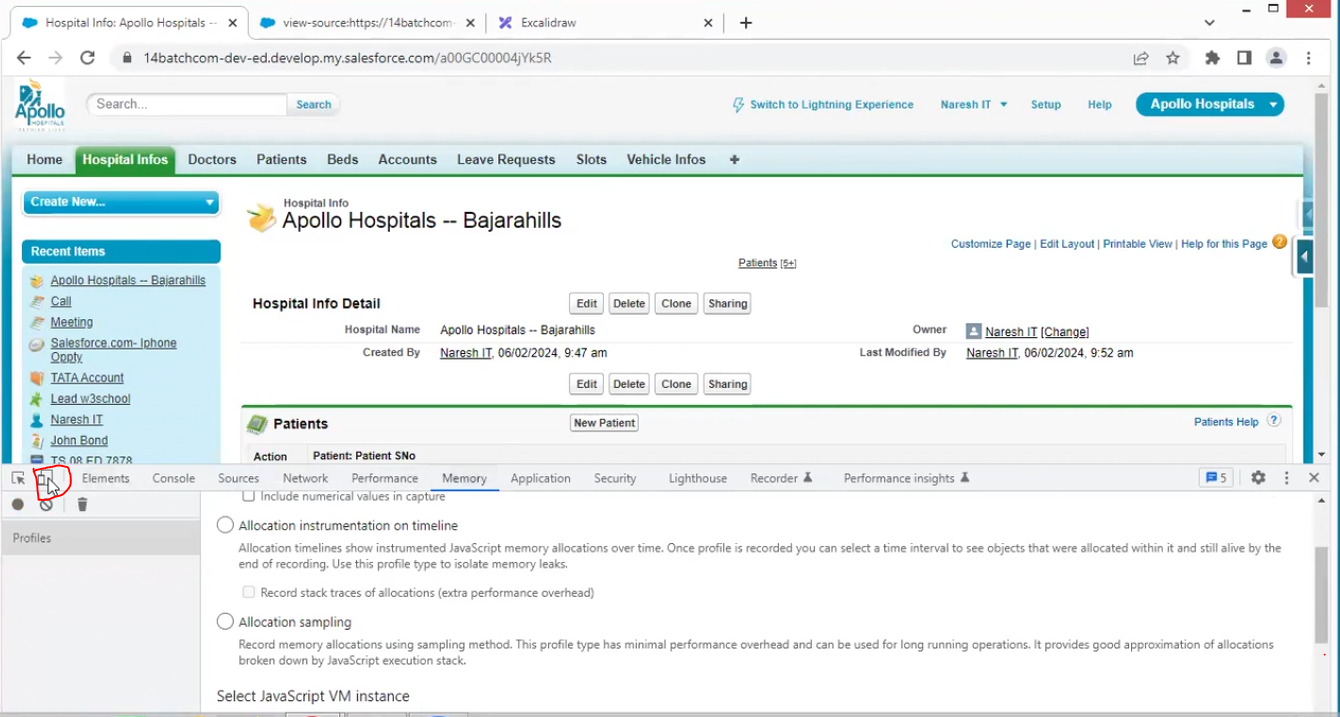 Hospital Info: Apollo Hospitals --
view-source:https://14batchcom-
Excalidraw
14batchcom-dev-ed.develop.my.salesforce.com/a00GC00004jYk5R
Apollo
HOSPITALS
Search...
Search
Switch to Lightning Experience
Naresh IT
Setup
Help
Apollo Hospitals
Home
Hospital Infos
Doctors
Patients
Beds
Accounts
Leave Requests
Slots
Vehicle Infos
Create New...
Recent Items
Apollo Hospitals -- Bajarahills
Call
Meeting
Salesforce.com- Iphone
Oppty
TATA Account
Lead w3school
Naresh IT
John Bond
TS 08 ED 7878
Hospital Info
Apollo Hospitals -- Bajarahills
Customize Page | Edit Layout | Printable View | Help for this Page
Patients [5+]
Hospital Info Detail
Edit Delete Clone Sharing
Hospital Name Apollo Hospitals -- Bajarahills Owner Naresh IT [Change]
Created By Naresh IT, 06/02/2024, 9:47 am Last Modified By Naresh IT, 06/02/2024, 9:52 am
Edit Delete Clone Sharing
Patients New Patient Patients Help
Action Patient: Patient SNo
Elements Console Sources Network Performance Memory Application Security Lighthouse Recorder Performance insights 5
Profiles
Include numerical values in capture
Allocation instrumentation on timeline
Allocation timelines show instrumented JavaScript memory allocations over time. Once profile is recorded you can select a time interval to see objects that were allocated within it and still alive by the
end of recording. Use this profile type to isolate memory leaks.
Record stack traces of allocations (extra performance overhead)
Allocation sampling
Record memory allocations using sampling method. This profile type has minimal performance overhead and can be used for long running operations. It provides good approximation of allocations
broken down by JavaScript execution stack.
Select JavaScript VM instance